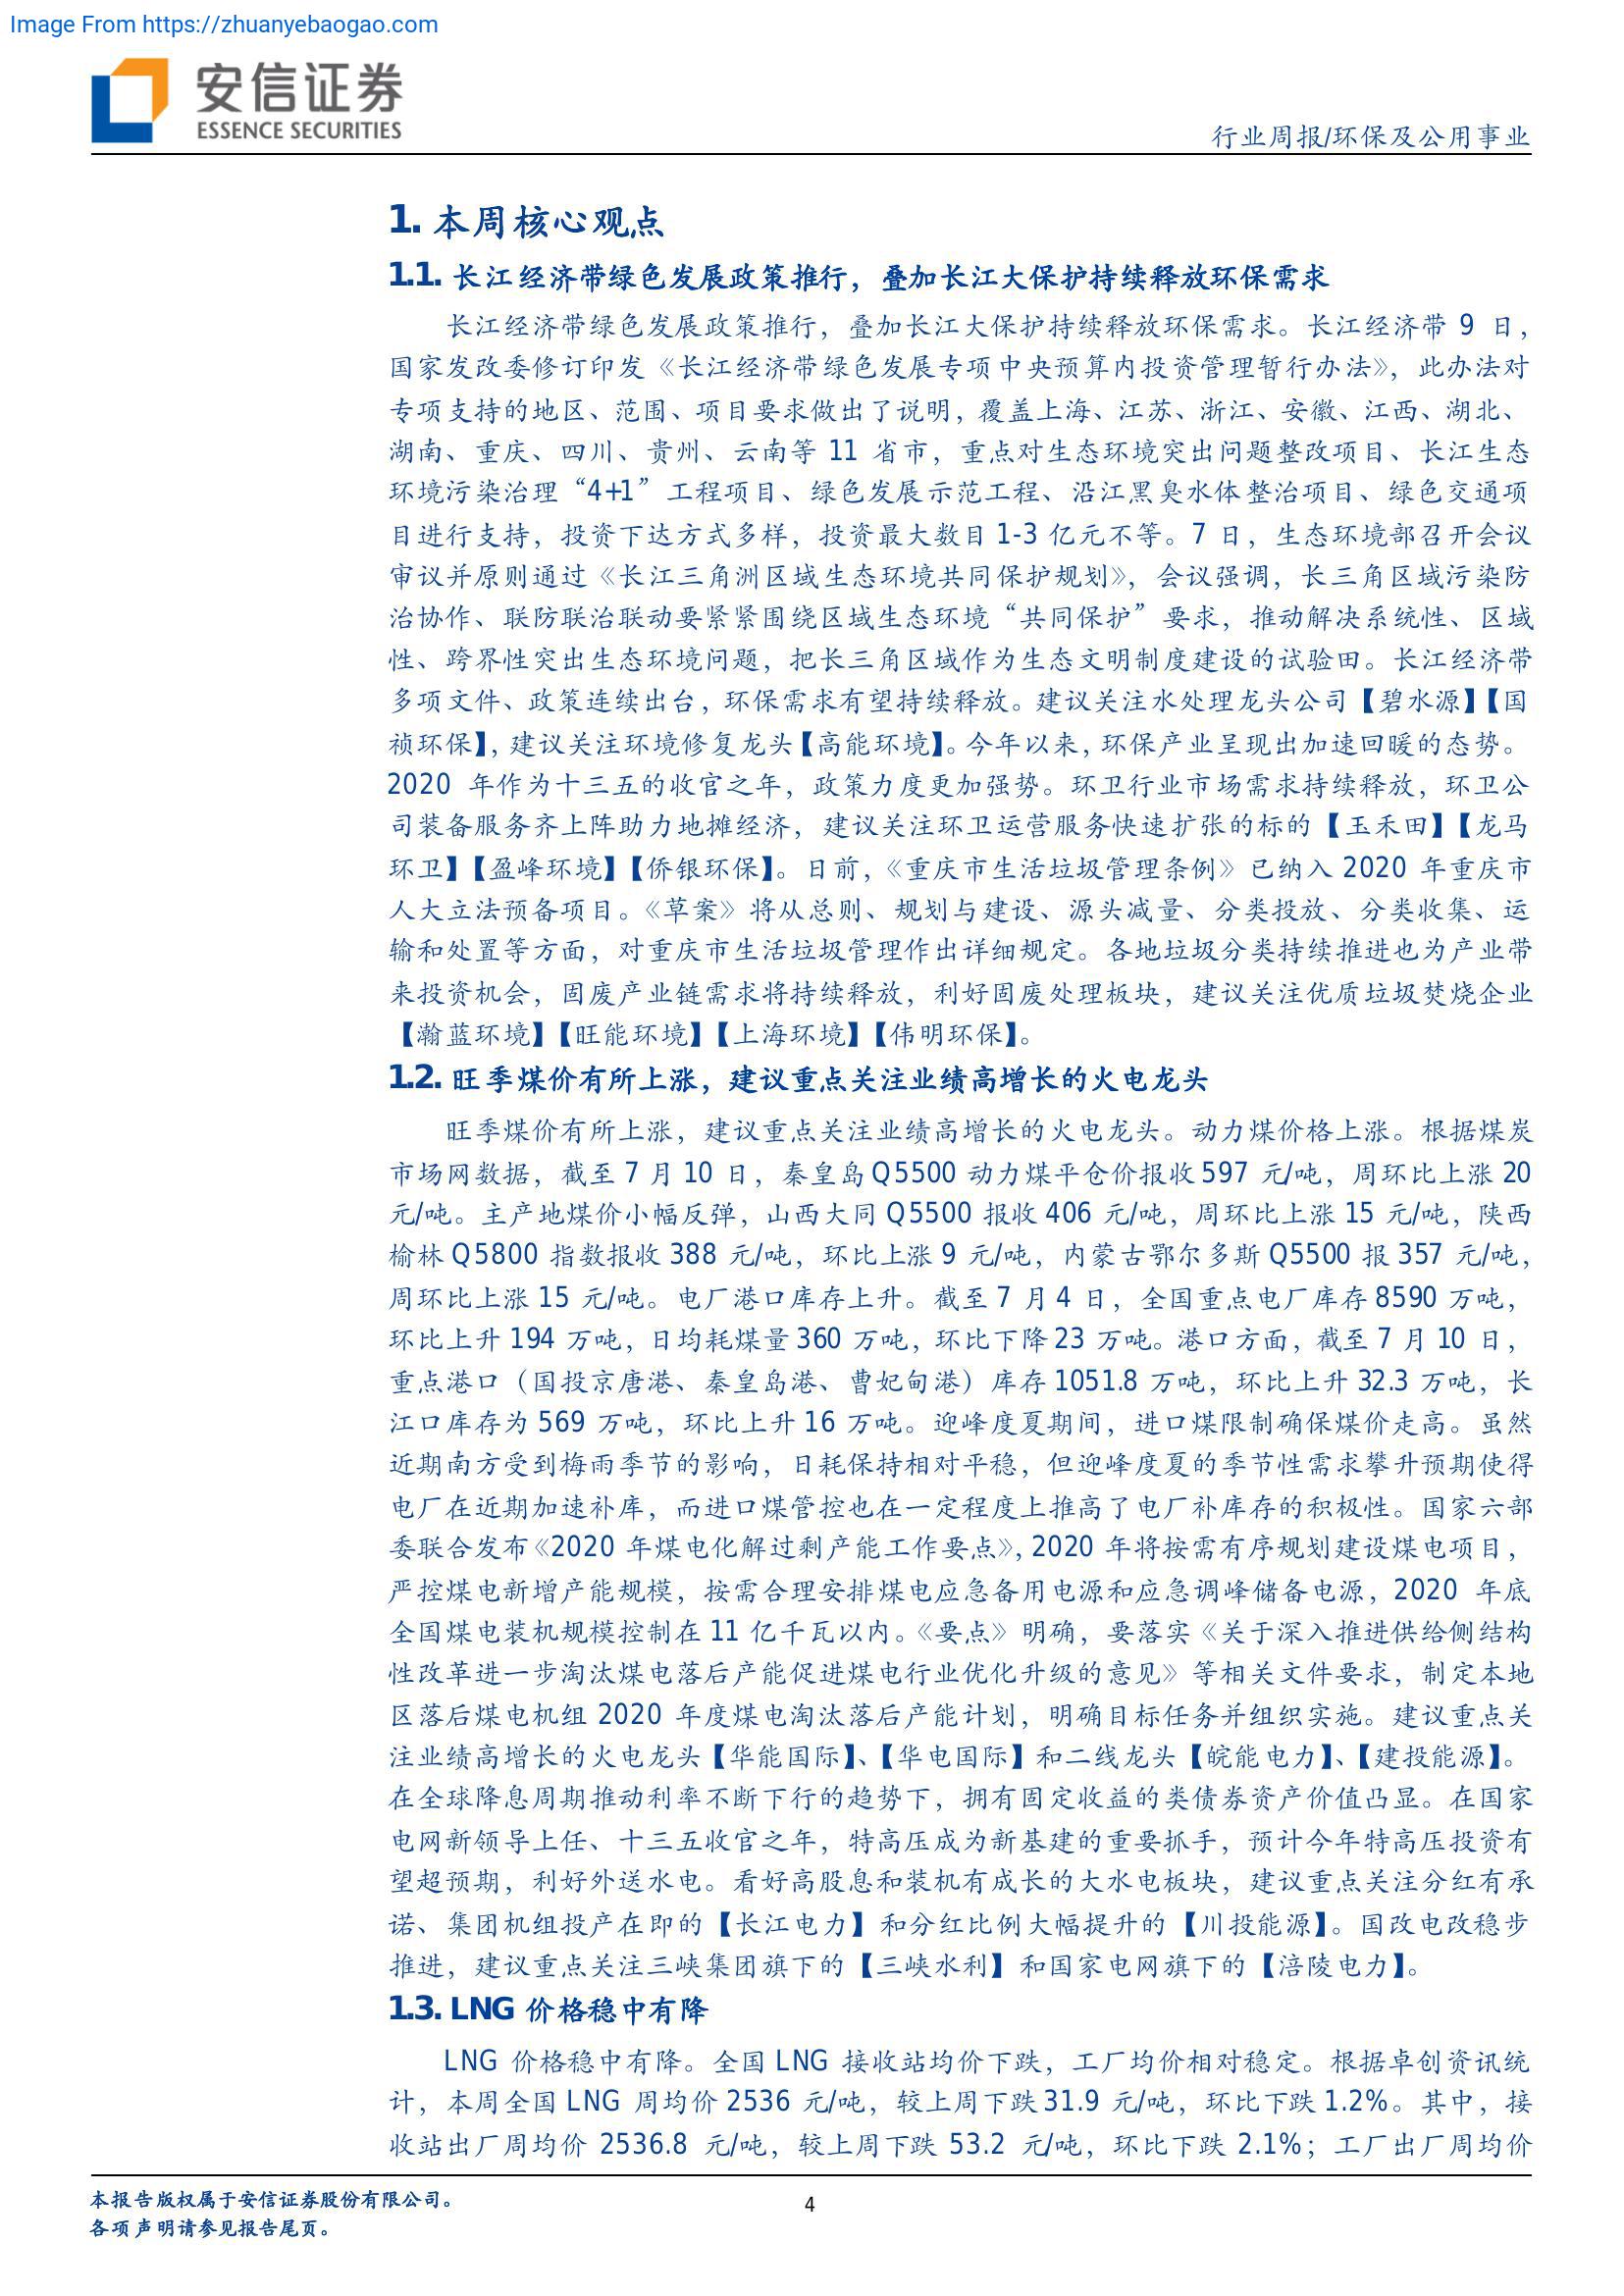 Image From https://zhuanyebaogao.com
安信证券
ESSENCE SECURITIES
行业周报/环保及公用事业
1. 本周核心观点
1.1. 长江经济带绿色发展政策推行，叠加长江大保护持续释放环保需求
长江经济带绿色发展政策推行，叠加长江大保护持续释放环保需求。长江经济带 9 日，
国家发改委修订印发《长江经济带绿色发展专项中央预算内投资管理暂行办法》，此办法对
专项支持的地区、范围、项目要求做出了说明，覆盖上海、江苏、浙江、安徽、江西、湖北、
湖南、重庆、四川、贵州、云南等 11 省市，重点对生态环境突出问题整改项目、长江生态
环境污染治理“4+1”工程项目、绿色发展示范工程、沿江黑臭水体整治项目、绿色交通项
目进行支持，投资下达方式多样，投资最大数目 1-3 亿元不等。7 日，生态环境部召开会议
审议并原则通过《长江三角洲区域生态环境共同保护规划》，会议强调，长三角区域污染防
治协作、联防联治联动要紧紧围绕区域生态环境“共同保护”要求，推动解决系统性、区域
性、跨界性突出生态环境问题，把长三角区域作为生态文明制度建设的试验田。长江经济带
多项文件、政策连续出台，环保需求有望持续释放。建议关注水处理龙头公司【碧水源】【国
祯环保】，建议关注环境修复龙头【高能环境】。今年以来，环保产业呈现出加速回暖的态势。
2020 年作为十三五的收官之年，政策力度更加强势。环卫行业市场需求持续释放，环卫公
司装备服务齐上阵助力地摊经济，建议关注环卫运营服务快速扩张的标的【玉禾田】【龙马
环卫】【盈峰环境】【侨银环保】。日前，《重庆市生活垃圾管理条例》已纳入 2020 年重庆市
人大立法预备项目。《草案》将从总则、规划与建设、源头减量、分类投放、分类收集、运
输和处置等方面，对重庆市生活垃圾管理作出详细规定。各地垃圾分类持续推进也为产业带
来投资机会，固废产业链需求将持续释放，利好固废处理板块，建议关注优质垃圾焚烧企业
【瀚蓝环境】【旺能环境】【上海环境】【伟明环保】。
1.2. 旺季煤价有所上涨，建议重点关注业绩高增长的火电龙头
旺季煤价有所上涨，建议重点关注业绩高增长的火电龙头。动力煤价格上涨。根据煤炭
市场网数据，截至 7 月 10 日，秦皇岛 Q5500 动力煤平仓价报收 597 元/吨，周环比上涨 20
元/吨。主产地煤价小幅反弹，山西大同 Q5500 报收 406 元/吨，周环比上涨 15 元/吨，陕西
榆林 Q5800 指数报收 388 元/吨，环比上涨 9 元/吨，内蒙古鄂尔多斯 Q5500 报 357 元/吨，
周环比上涨 15 元/吨。电厂港口库存上升。截至 7 月 4 日，全国重点电厂库存 8590 万吨，
环比上升 194 万吨，日均耗煤量 360 万吨，环比下降 23 万吨。港口方面，截至 7 月 10 日，
重点港口（国投京唐港、秦皇岛港、曹妃甸港）库存 1051.8 万吨，环比上升 32.3 万吨，长
江口库存为 569 万吨，环比上升 16 万吨。迎峰度夏期间，进口煤限制确保煤价走高。虽然
近期南方受到梅雨季节的影响，日耗保持相对平稳，但迎峰度夏的季节性需求攀升预期使得
电厂在近期加速补库，而进口煤管控也在一定程度上推高了电厂补库存的积极性。国家六部
委联合发布《2020 年煤电化解过剩产能工作要点》，2020 年将按需有序规划建设煤电项目，
严控煤电新增产能规模，按需合理安排煤电应急备用电源和应急调峰储备电源，2020 年底
全国煤电装机规模控制在 11 亿千瓦以内。《要点》明确，要落实《关于深入推进供给侧结构
性改革进一步淘汰煤电落后产能促进煤电行业优化升级的意见》等相关文件要求，制定本地
区落后煤电机组 2020 年度煤电淘汰落后产能计划，明确目标任务并组织实施。建议重点关
注业绩高增长的火电龙头【华能国际】、【华电国际】和二线龙头【皖能电力】、【建投能源】。
在全球降息周期推动利率不断下行的趋势下，拥有固定收益的类债券资产价值凸显。在国家
电网新领导上任、十三五收官之年，特高压成为新基建的重要抓手，预计今年特高压投资有
望超预期，利好外送水电。看好高股息和装机有成长的大水电板块，建议重点关注分红有承
诺、集团机组投产在即的【长江电力】和分红比例大幅提升的【川投能源】。国改电改稳步
推进，建议重点关注三峡集团旗下的【三峡水利】和国家电网旗下的【涪陵电力】。
1.3. LNG 价格稳中有降
LNG 价格稳中有降。全国 LNG 接收站均价下跌，工厂均价相对稳定。根据卓创资讯统
计，本周全国 LNG 周均价 2536 元/吨，较上周下跌 31.9 元/吨，环比下跌 1.2%。其中，接
收站出厂周均价 2536.8 元/吨，较上周下跌 53.2 元/吨，环比下跌 2.1%；工厂出厂周均价
本报告版权属于安信证券股份有限公司。
各项声明请参见报告尾页。
4